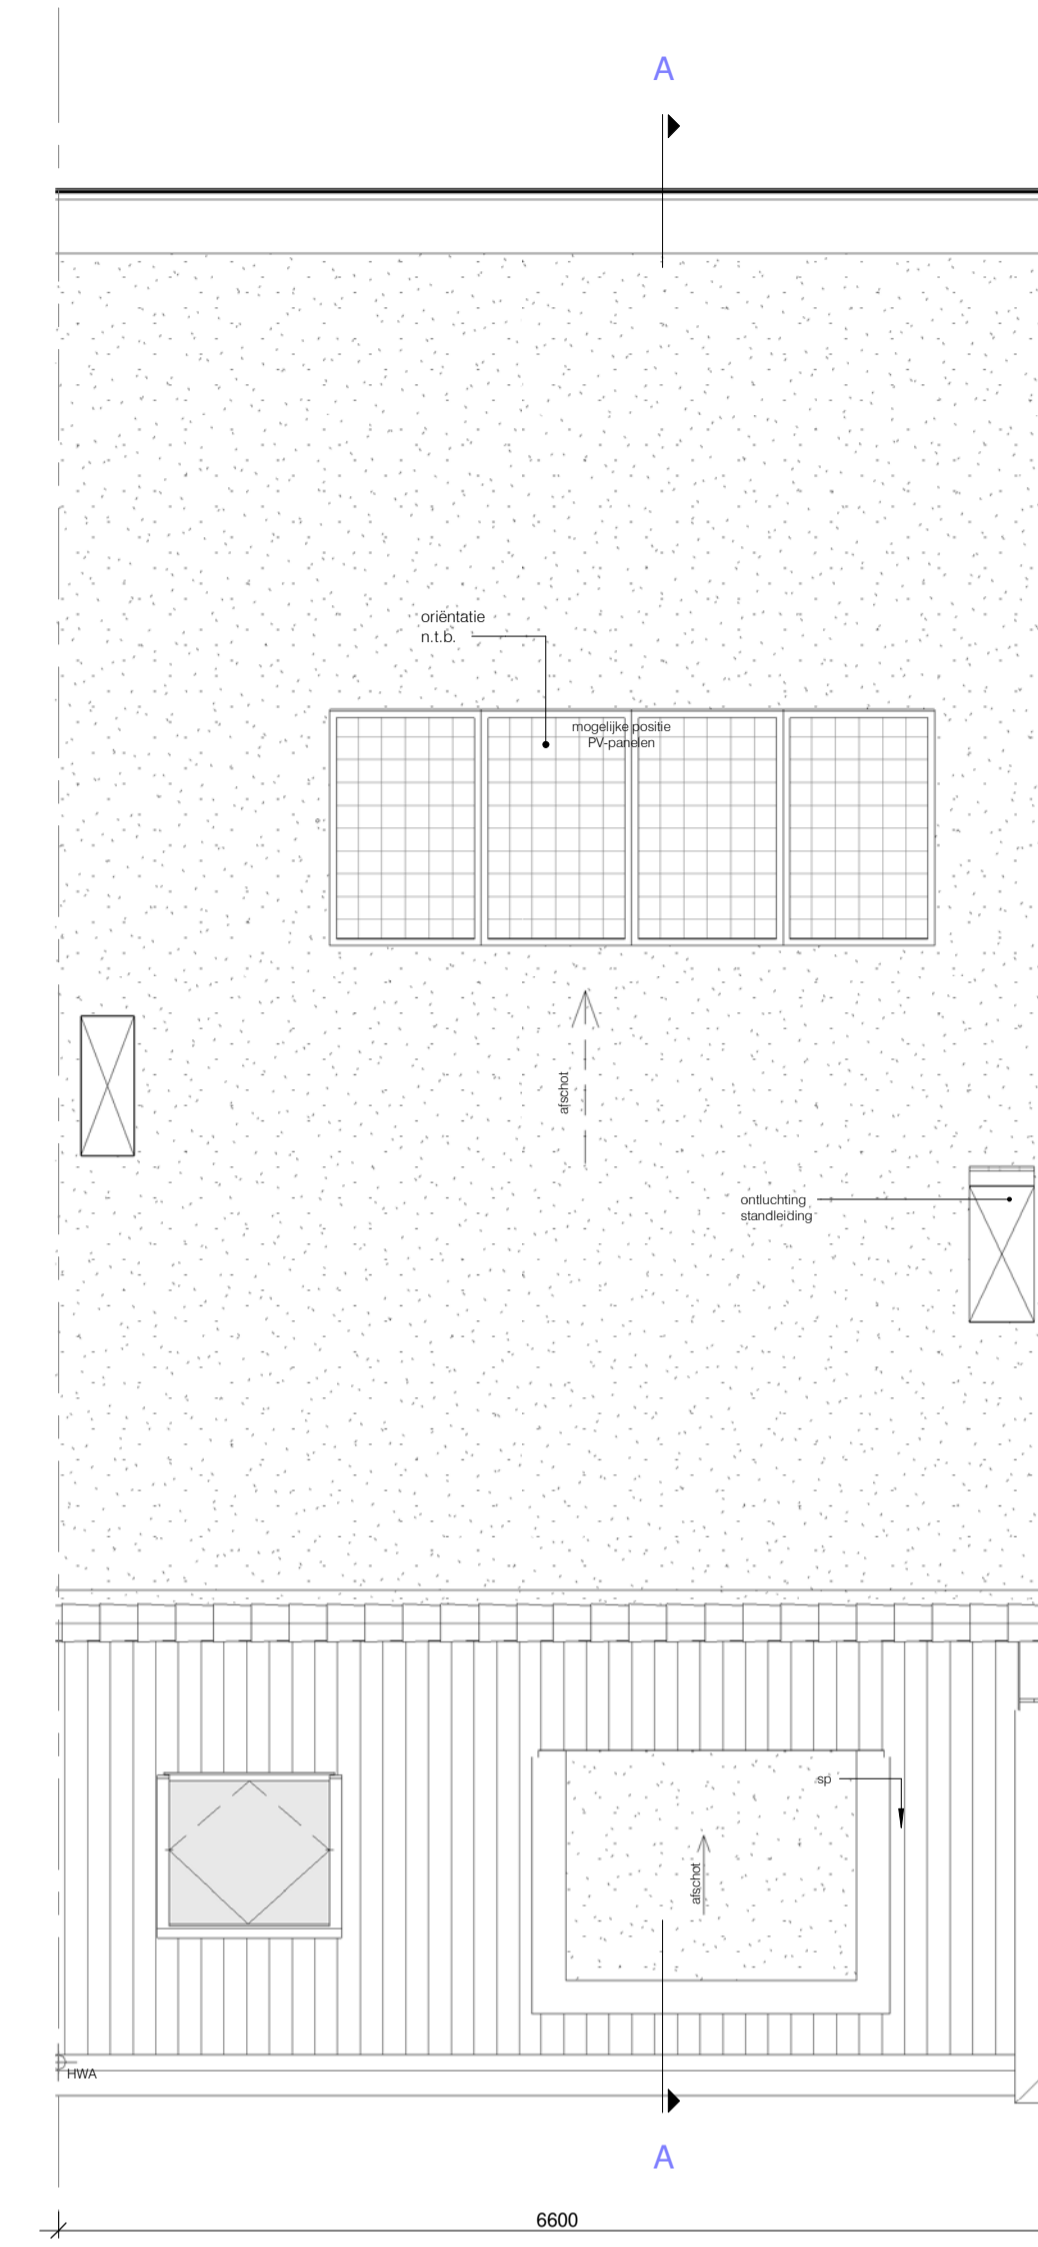 A
oriëntatie
n.t.b.
mogelijke positie
PV-panelen
afschot
ontluchting
standleiding
sp
afschot
HWA
A
6600